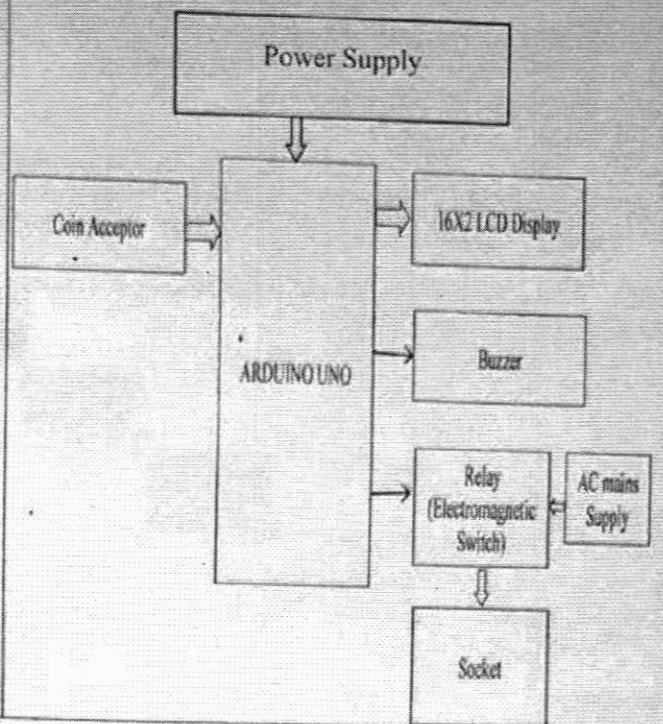 Power Supply
Coin Acceptor
16X2 LCD Display
ARDUINO UNO
Buzzer
Relay
(Electromagnetic
Switch)
AC mains
Supply
Socket